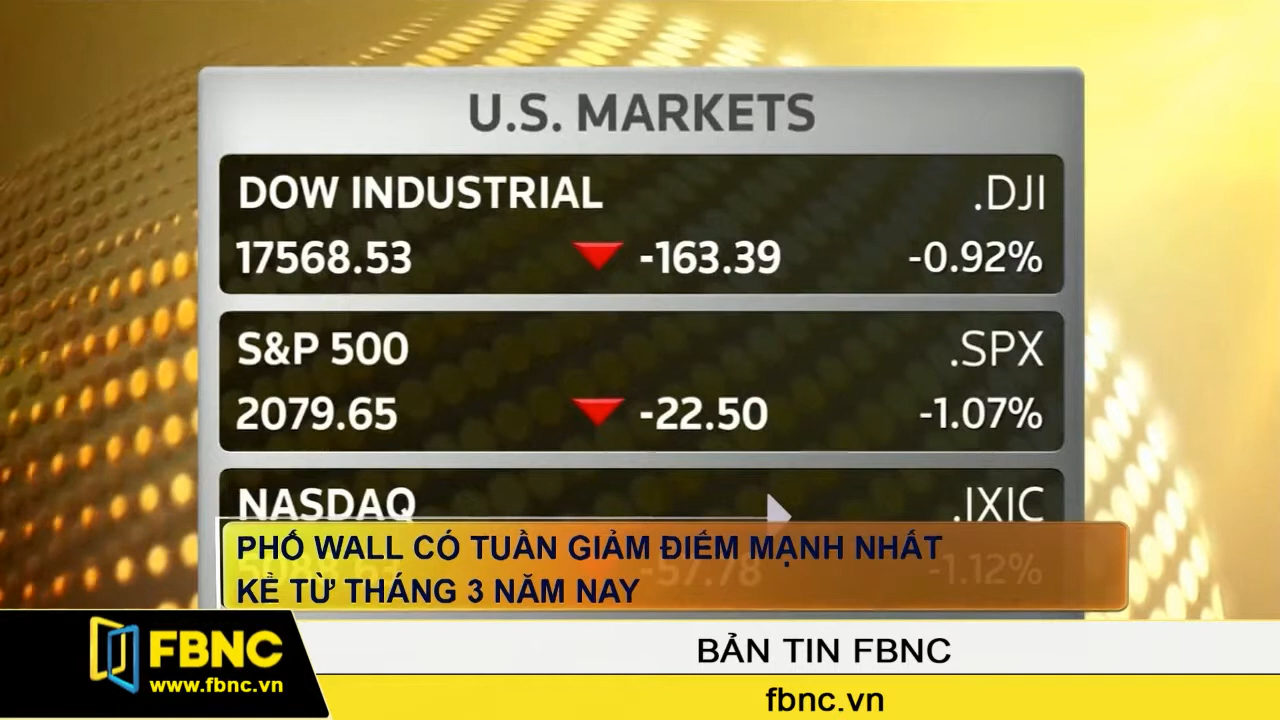 U.S. MARKETS
DOW INDUSTRIAL .DJI
17568.53 -163.39 -0.92%
S&P 500 .SPX
2079.65 -22.50 -1.07%
NASDAQ .IXIC
5088.63 -57.78 -1.12%
PHỐ WALL CÓ TUẦN GIẢM ĐIỂM MẠNH NHẤT
KỂ TỪ THÁNG 3 NĂM NAY
FBNC
www.fbnc.vn
BẢN TIN FBNC
fbnc.vn